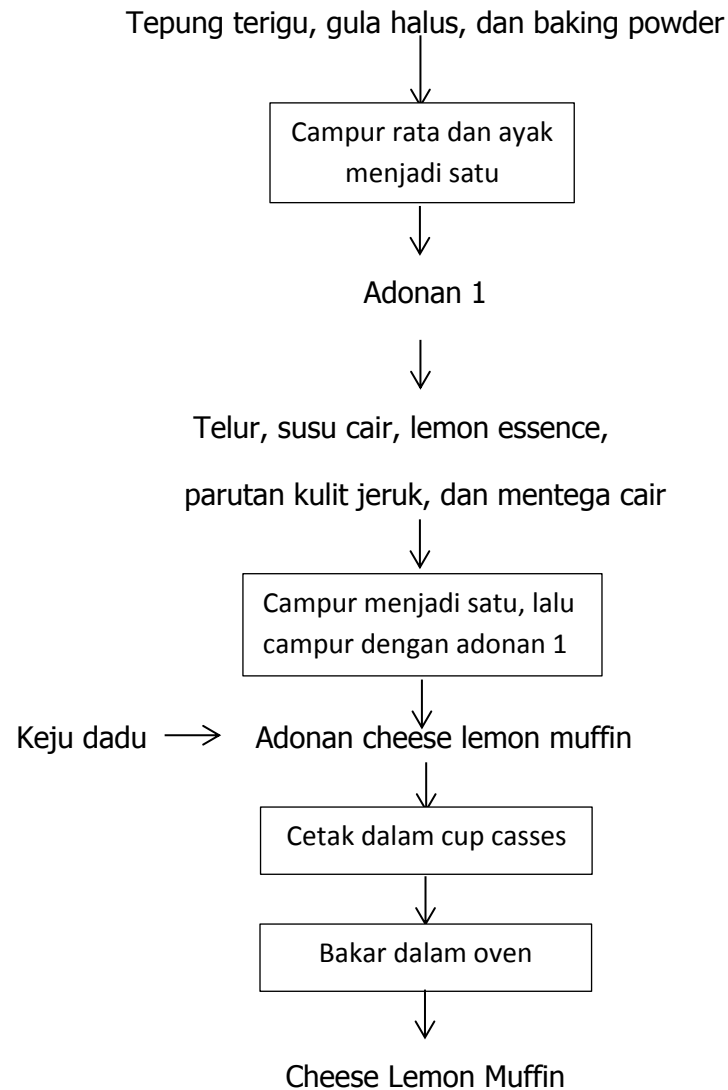 Tepung terigu, gula halus, dan baking powder
Campur rata dan ayak
menjadi satu
Adonan 1
Telur, susu cair, lemon essence,
parutan kulit jeruk, dan mentega cair
Campur menjadi satu, lalu
campur dengan adonan 1
Keju dadu
Adonan cheese lemon muffin
Cetak dalam cup casses
Bakar dalam oven
Cheese Lemon Muffin